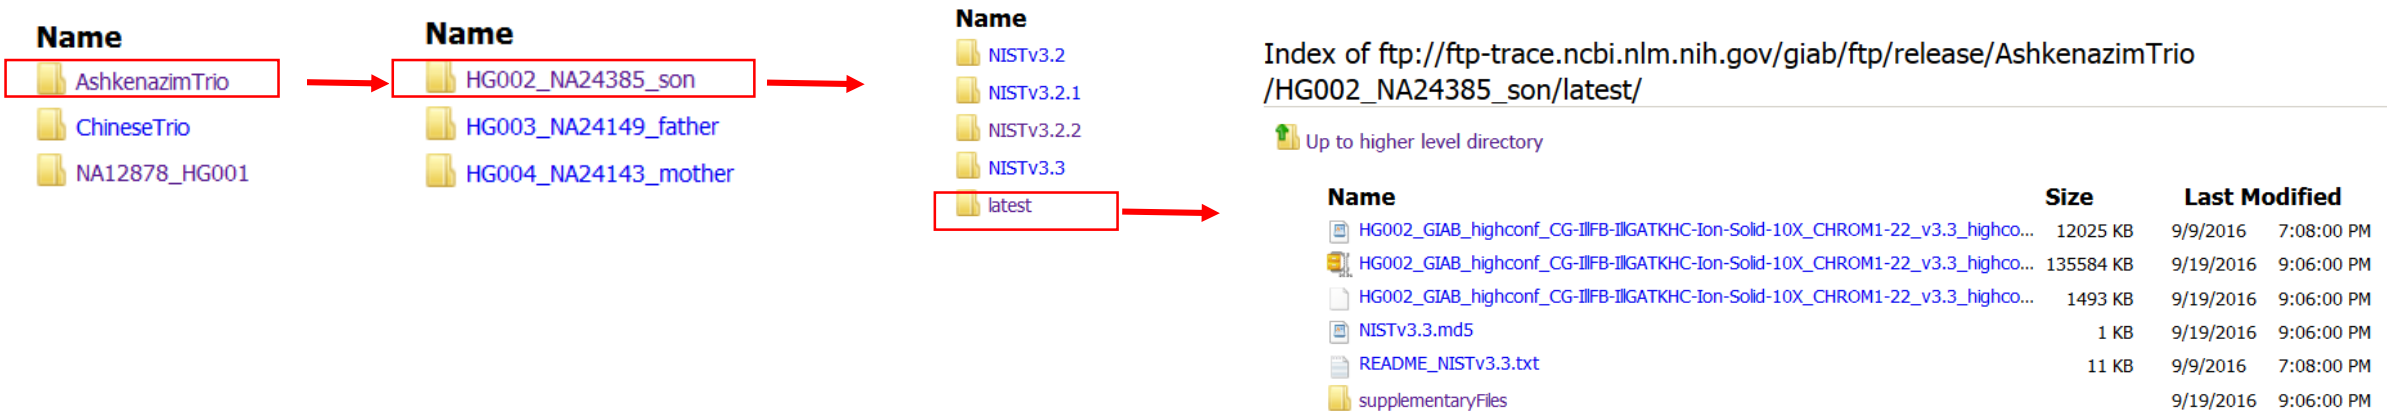 Name
AshkenazimTrio
ChineseTrio
NA12878_HG001
Name
HG002_NA24385_son
HG003_NA24149_father
HG004_NA24143_mother
Name
NISTv3.2
NISTv3.2.1
NISTv3.2.2
NISTv3.3
latest
Index of ftp://ftp-trace.ncbi.nlm.nih.gov/giab/ftp/release/AshkenazimTrio
/HG002_NA24385_son/latest/
Up to higher level directory
Name Size Last Modified
HG002_GIAB_highconf_CG-IllFB-IllGATKHC-Ion-Solid-10X_CHROM1-22_v3.3_highco... 12025 KB 9/9/2016 7:08:00 PM
HG002_GIAB_highconf_CG-IllFB-IllGATKHC-Ion-Solid-10X_CHROM1-22_v3.3_highco... 135584 KB 9/19/2016 9:06:00 PM
HG002_GIAB_highconf_CG-IllFB-IllGATKHC-Ion-Solid-10X_CHROM1-22_v3.3_highco... 1493 KB 9/19/2016 9:06:00 PM
NISTv3.3.md5 1 KB 9/19/2016 9:06:00 PM
README_NISTv3.3.txt 11 KB 9/9/2016 7:08:00 PM
supplementaryFiles 9/19/2016 9:06:00 PM